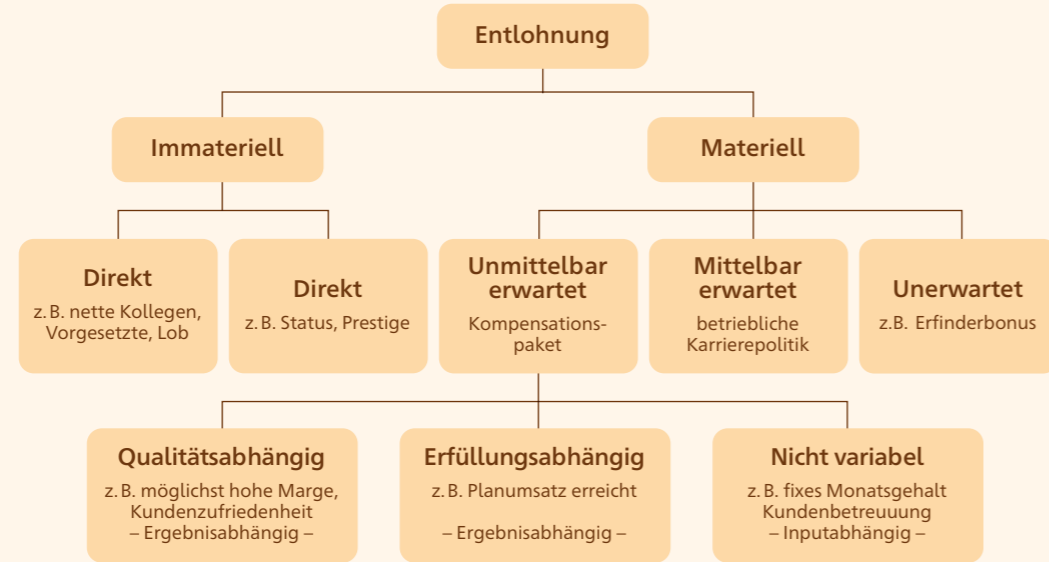 Entlohnung
Immateriell
Materiell
Direkt
z.B. nette Kollegen,
Vorgesetzte, Lob
Direkt
z.B. Status, Prestige
Unmittelbar
erwartet
Kompensations-
paket
Mittelbar
erwartet
betriebliche
Karrierepolitik
Unerwartet
z.B. Erfinderbonus
Qualitätsabhängig
z.B. möglichst hohe Marge,
Kundenzufriedenheit
– Ergebnisabhängig –
Erfüllungsabhängig
z.B. Planumsatz erreicht
– Ergebnisabhängig –
Nicht variabel
z.B. fixes Monatsgehalt
Kundenbetreuuung
– Inputabhängig –